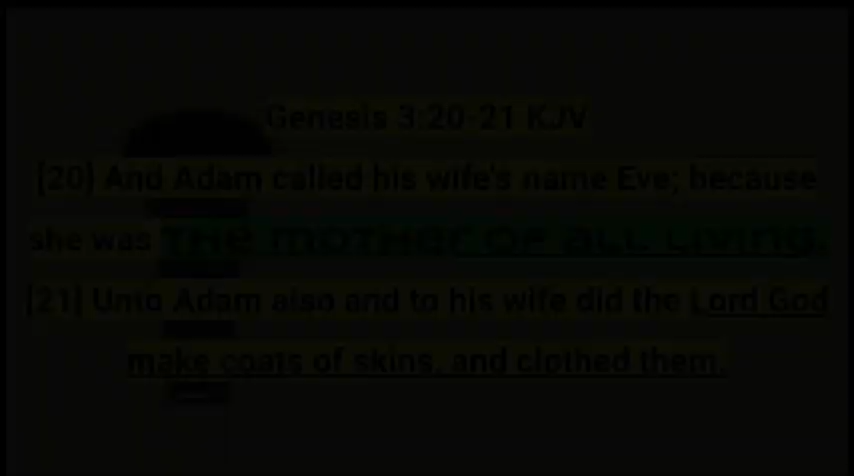 Genesis 3:20-21 KJV
[20] And Adam called his wife's name Eve; because
she was THE MOTHER OF ALL LIVING.
[21] Unto Adam also and to his wife did the Lord God
make coats of skins, and clothed them.